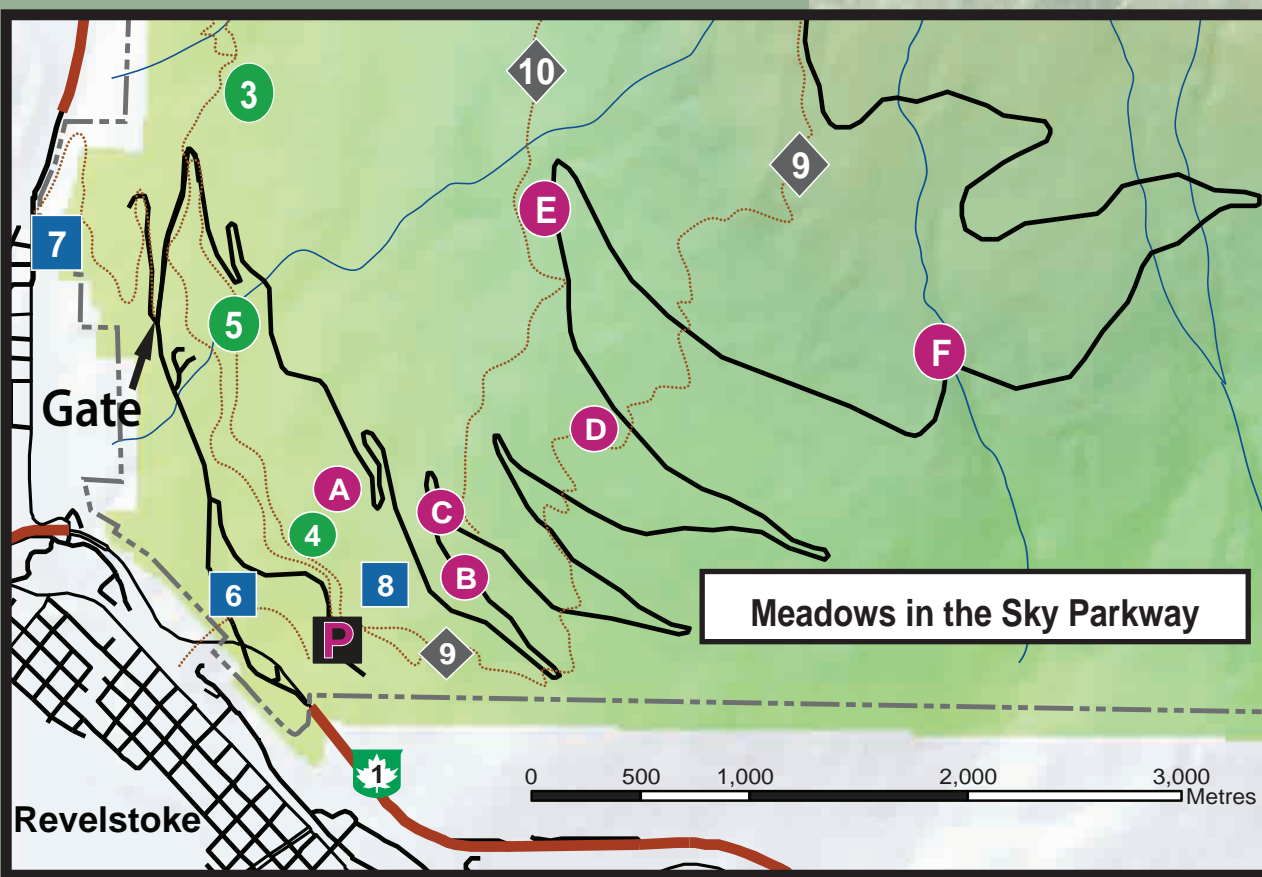 10
3
9
E
7
5
F
Gate
D
A
C
4
B
8
6
Meadows in the Sky Parkway
P
9
1
0 500 1,000 2,000 3,000
Metres
Revelstoke